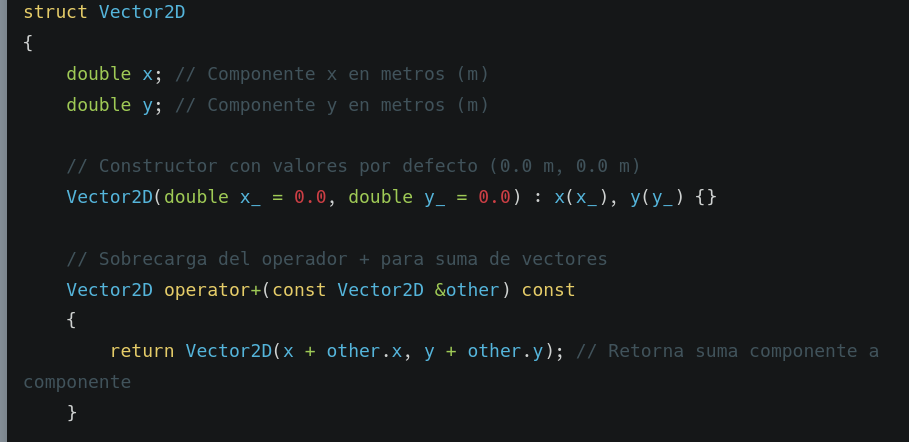 struct Vector2D
{
    double x; // Componente x en metros (m)
    double y; // Componente y en metros (m)

    // Constructor con valores por defecto (0.0 m, 0.0 m)
    Vector2D(double x_ = 0.0, double y_ = 0.0) : x(x_), y(y_) {}

    // Sobrecarga del operador + para suma de vectores
    Vector2D operator+(const Vector2D &other) const
    {
        return Vector2D(x + other.x, y + other.y); // Retorna suma componente a
componente
    }